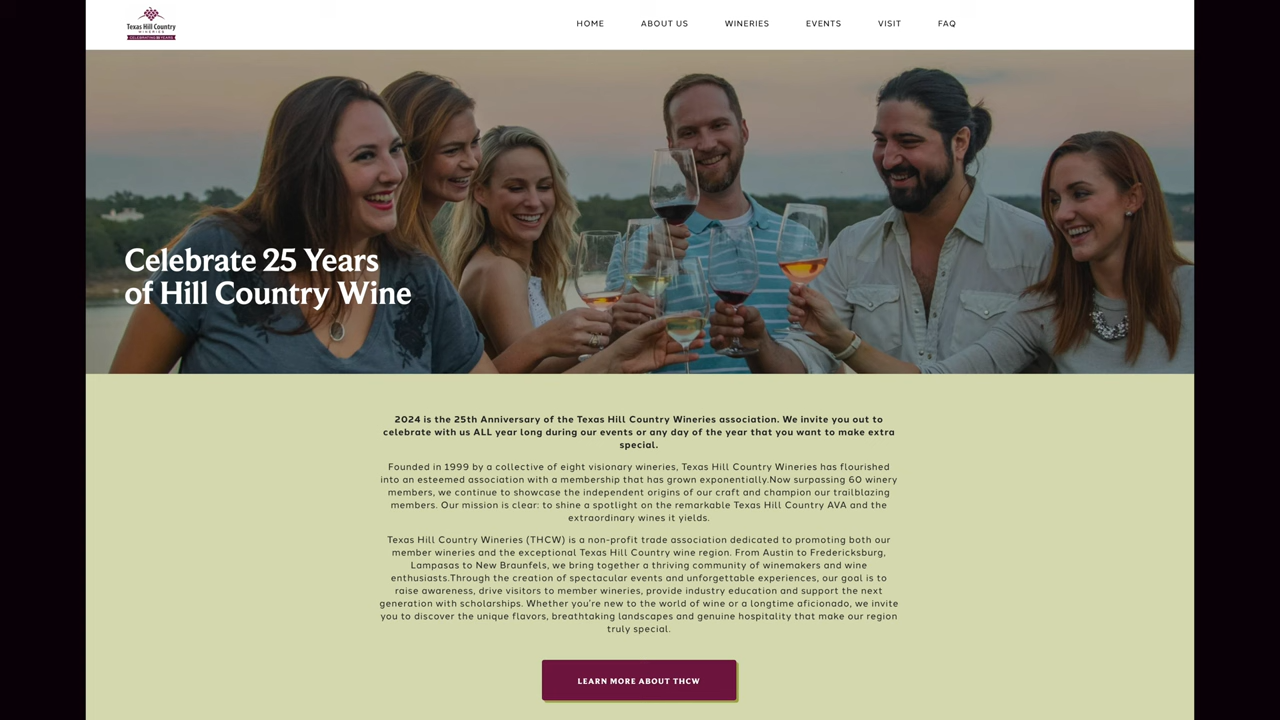 Texas Hill Country
WINERIES
CELEBRATING 25 YEARS
HOME
ABOUT US
WINERIES
EVENTS
VISIT
FAQ
Celebrate 25 Years
of Hill Country Wine
2024 is the 25th Anniversary of the Texas Hill Country Wineries association. We invite you out to
celebrate with us ALL year long during our events or any day of the year that you want to make extra
special.
Founded in 1999 by a collective of eight visionary wineries, Texas Hill Country Wineries has flourished
into an esteemed association with a membership that has grown exponentially.Now surpassing 60 winery
members, we continue to showcase the independent origins of our craft and champion our trailblazing
members. Our mission is clear: to shine a spotlight on the remarkable Texas Hill Country AVA and the
extraordinary wines it yields.
Texas Hill Country Wineries (THCW) is a non-profit trade association dedicated to promoting both our
member wineries and the exceptional Texas Hill Country wine region. From Austin to Fredericksburg,
Lampasas to New Braunfels, we bring together a thriving community of winemakers and wine
enthusiasts.Through the creation of spectacular events and unforgettable experiences, our goal is to
raise awareness, drive visitors to member wineries, provide industry education and support the next
generation with scholarships. Whether you're new to the world of wine or a longtime aficionado, we invite
you to discover the unique flavors, breathtaking landscapes and genuine hospitality that make our region
truly special.
LEARN MORE ABOUT THCW